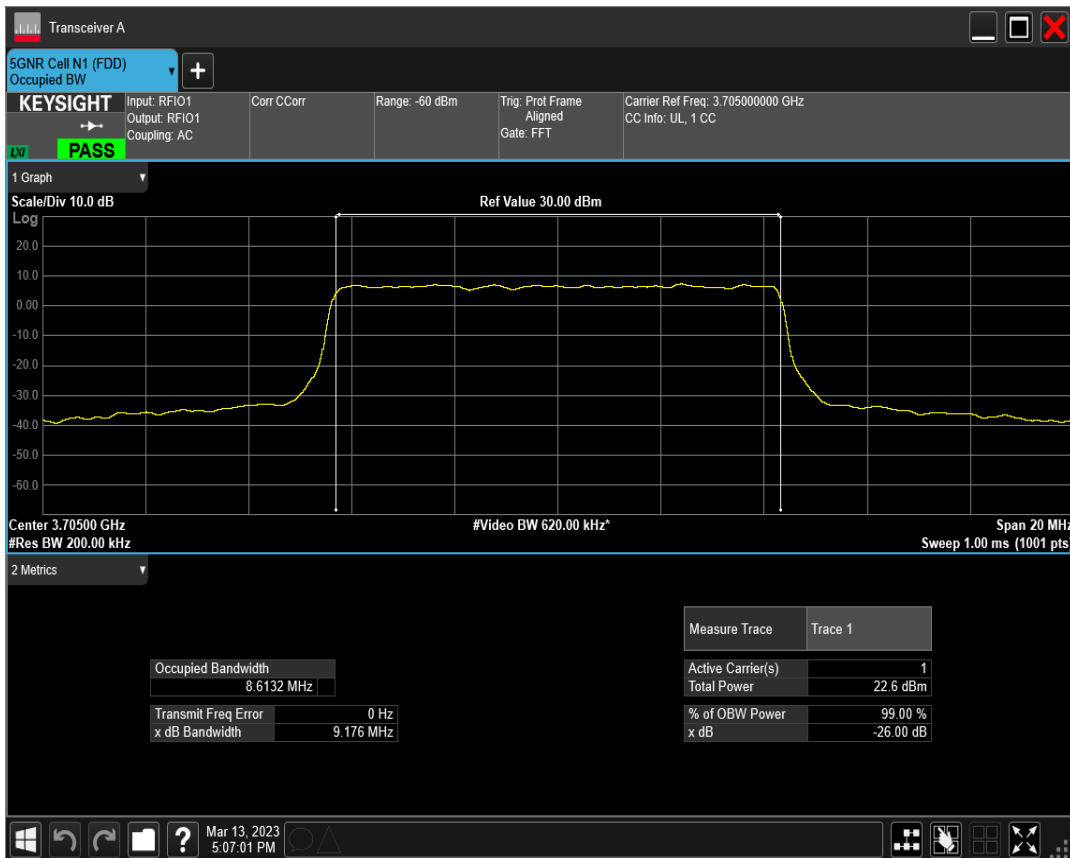 Transceiver A
5GNR Cell N1 (FDD)
Occupied BW
+
KEYSIGHT
LXI
PASS
Input: RFIO1
Output: RFIO1
Coupling: AC
Corr CCorr
Range: -60 dBm
Trig: Prot Frame
Aligned
Gate: FFT
Carrier Ref Freq: 3.705000000 GHz
CC Info: UL, 1 CC
1 Graph
Scale/Div 10.0 dB
Ref Value 30.00 dBm
Log
20.0
10.0
0.00
-10.0
-20.0
-30.0
-40.0
-50.0
-60.0
Center 3.70500 GHz
#Video BW 620.00 kHz*
Span 20 MHz
#Res BW 200.00 kHz
Sweep 1.00 ms (1001 pts)
2 Metrics
Measure Trace Trace 1
Occupied Bandwidth
8.6132 MHz
Active Carrier(s) 1
Total Power 22.6 dBm
Transmit Freq Error 0 Hz
x dB Bandwidth 9.176 MHz
% of OBW Power 99.00 %
x dB -26.00 dB
?
Mar 13, 2023
5:07:01 PM